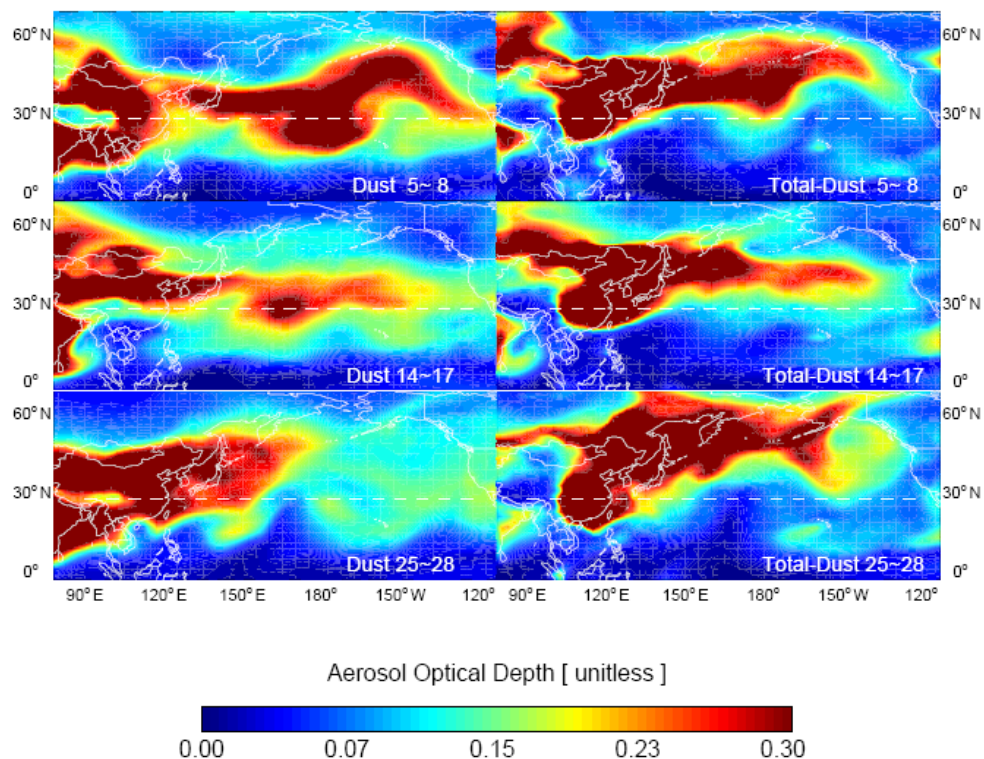 60° N 60° N
30° N 30° N
0° 0°
Dust 5~ 8 Total-Dust 5~ 8
60° N 60° N
30° N 30° N
0° 0°
Dust 14~17 Total-Dust 14~17
60° N 60° N
30° N 30° N
0° 0°
Dust 25~28 Total-Dust 25~28
90° E 120° E 150° E 180° 150° W 120° 90° E 120° E 150° E 180° 150° W 120°
Aerosol Optical Depth [ unitless ]
0.00 0.07 0.15 0.23 0.30